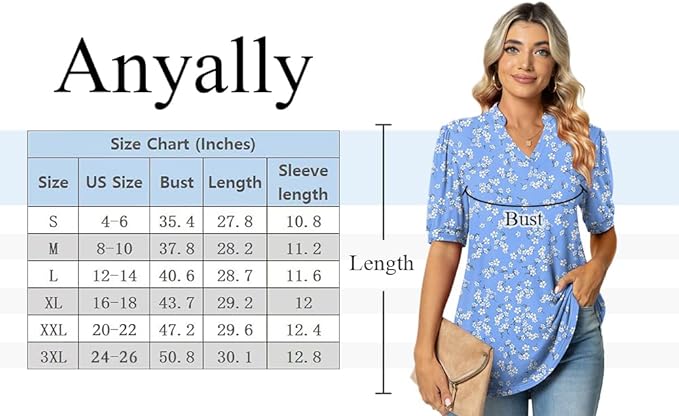 Anyally
Size Chart (Inches)
Size US Size Bust Length Sleeve length
S 4-6 35.4 27.8 10.8
M 8-10 37.8 28.2 11.2
L 12-14 40.6 28.7 11.6
XL 16-18 43.7 29.2 12
XXL 20-22 47.2 29.6 12.4
3XL 24-26 50.8 30.1 12.8
Length
Bust